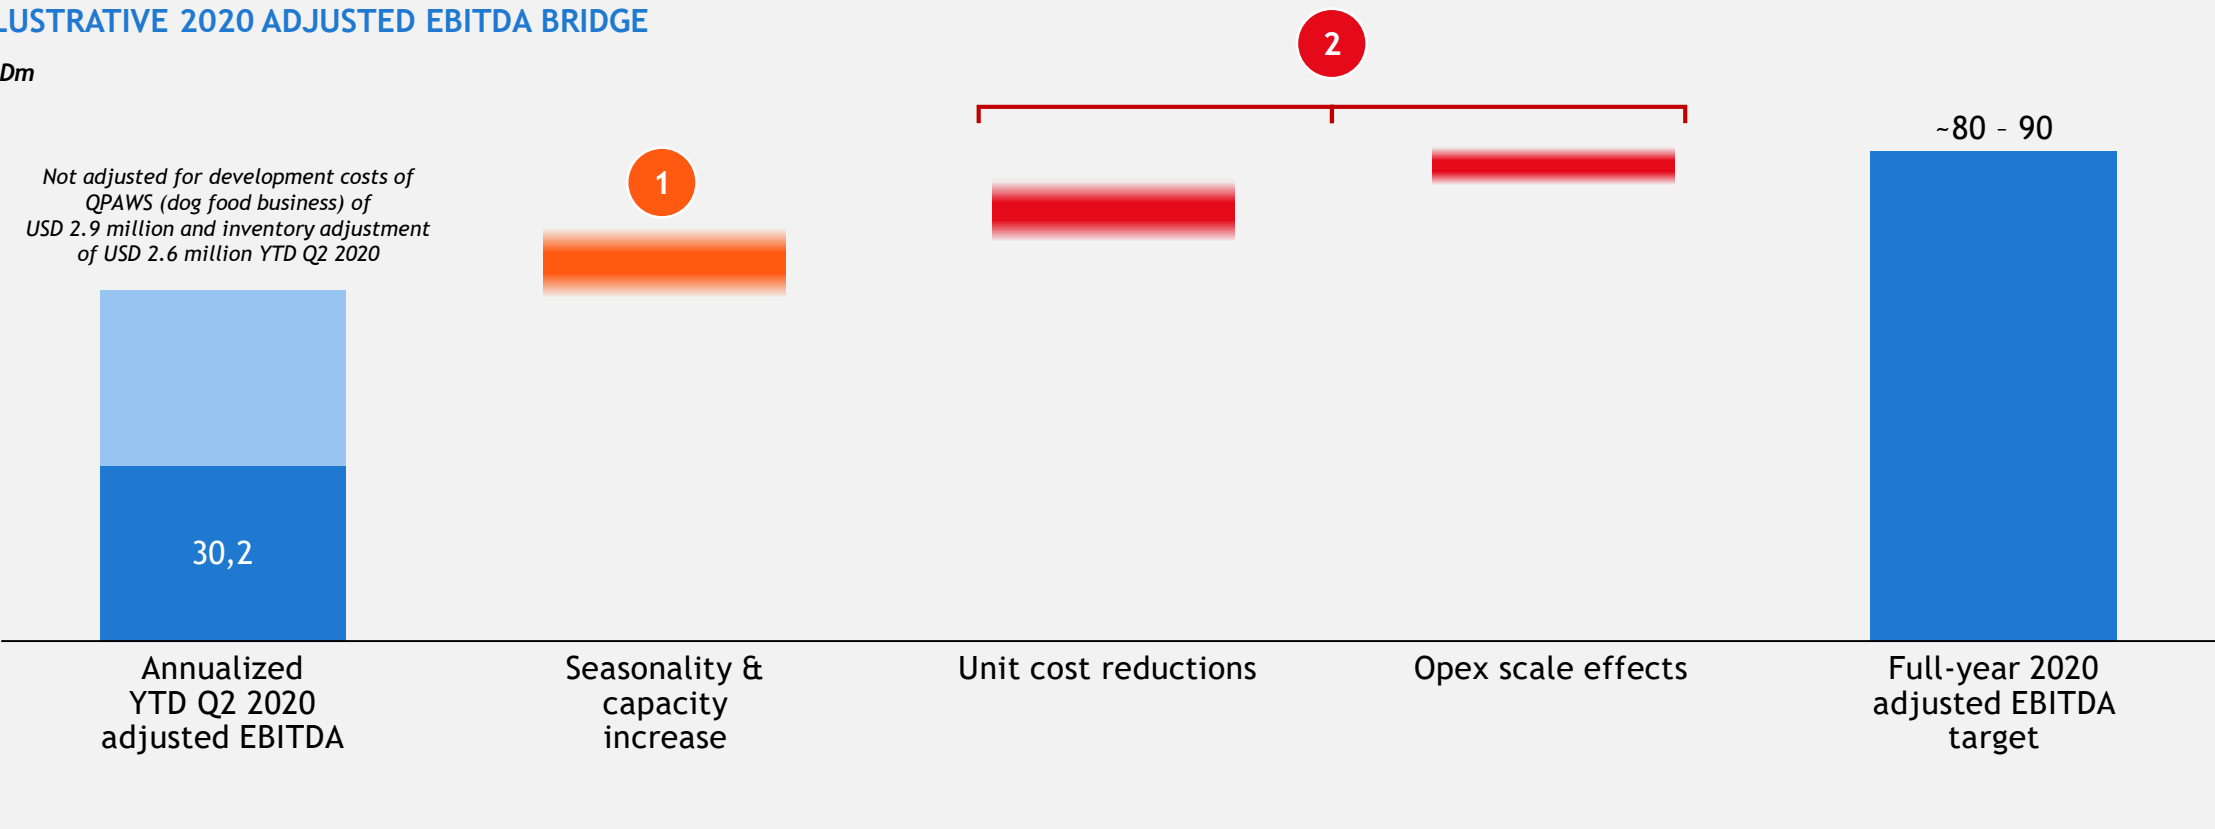 LUSTRATIVE 2020 ADJUSTED EBITDA BRIDGE
Dm
2
~80 – 90
Not adjusted for development costs of
QPAWS (dog food business) of
USD 2.9 million and inventory adjustment
of USD 2.6 million YTD Q2 2020
1
30,2
Annualized
YTD Q2 2020
adjusted EBITDA
Seasonality &
capacity
increase
Unit cost reductions
Opex scale effects
Full-year 2020
adjusted EBITDA
target